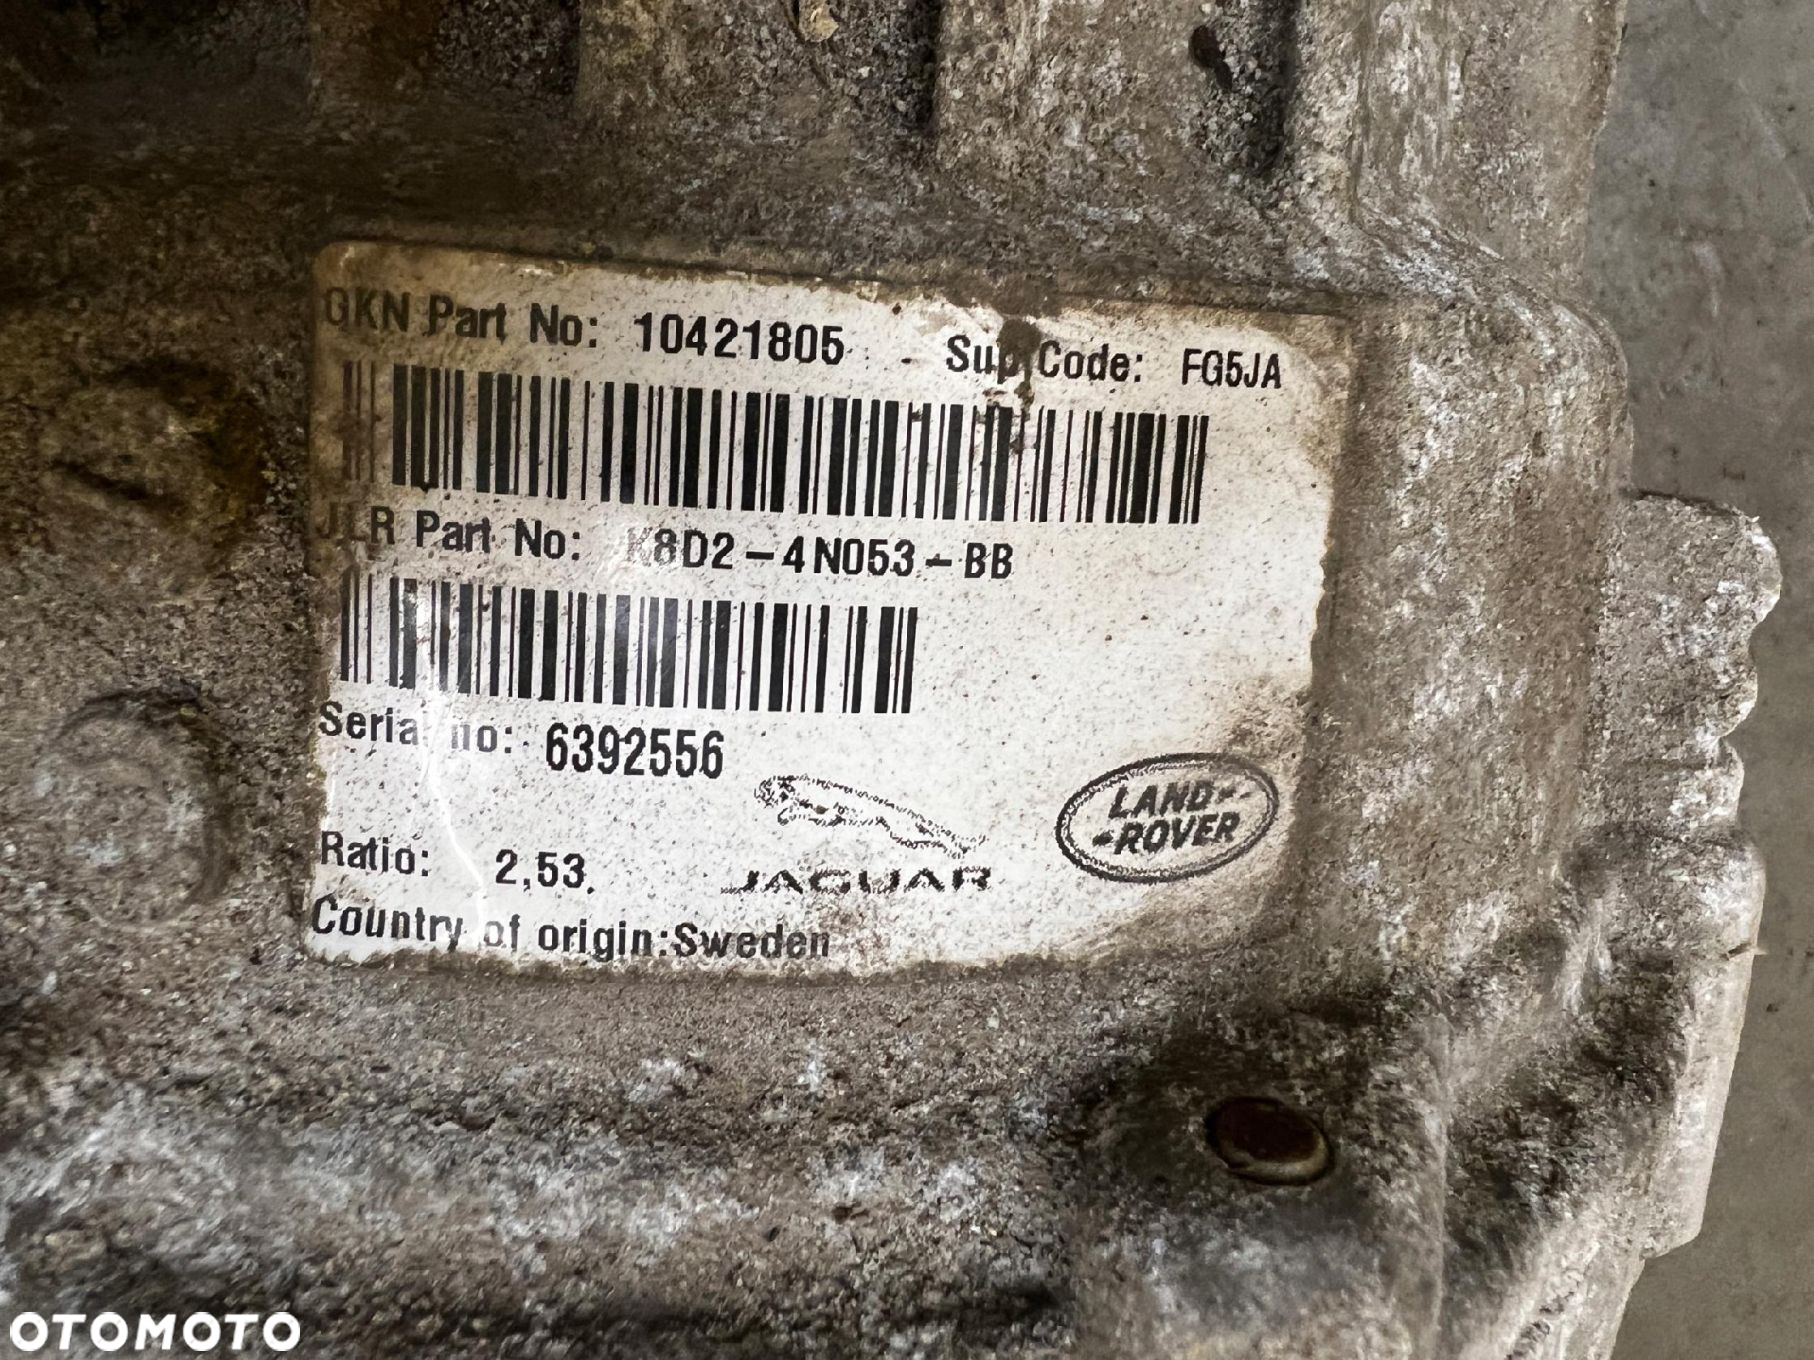 GKN Part No: 10421805 Sup Code: FG5JA
JLR Part No: K8D2-4N053-BB
Serial no: 6392556
LAND-
-ROVER
Ratio: 2,53
JAGUAR
Country of origin:Sweden
OTOMOTO